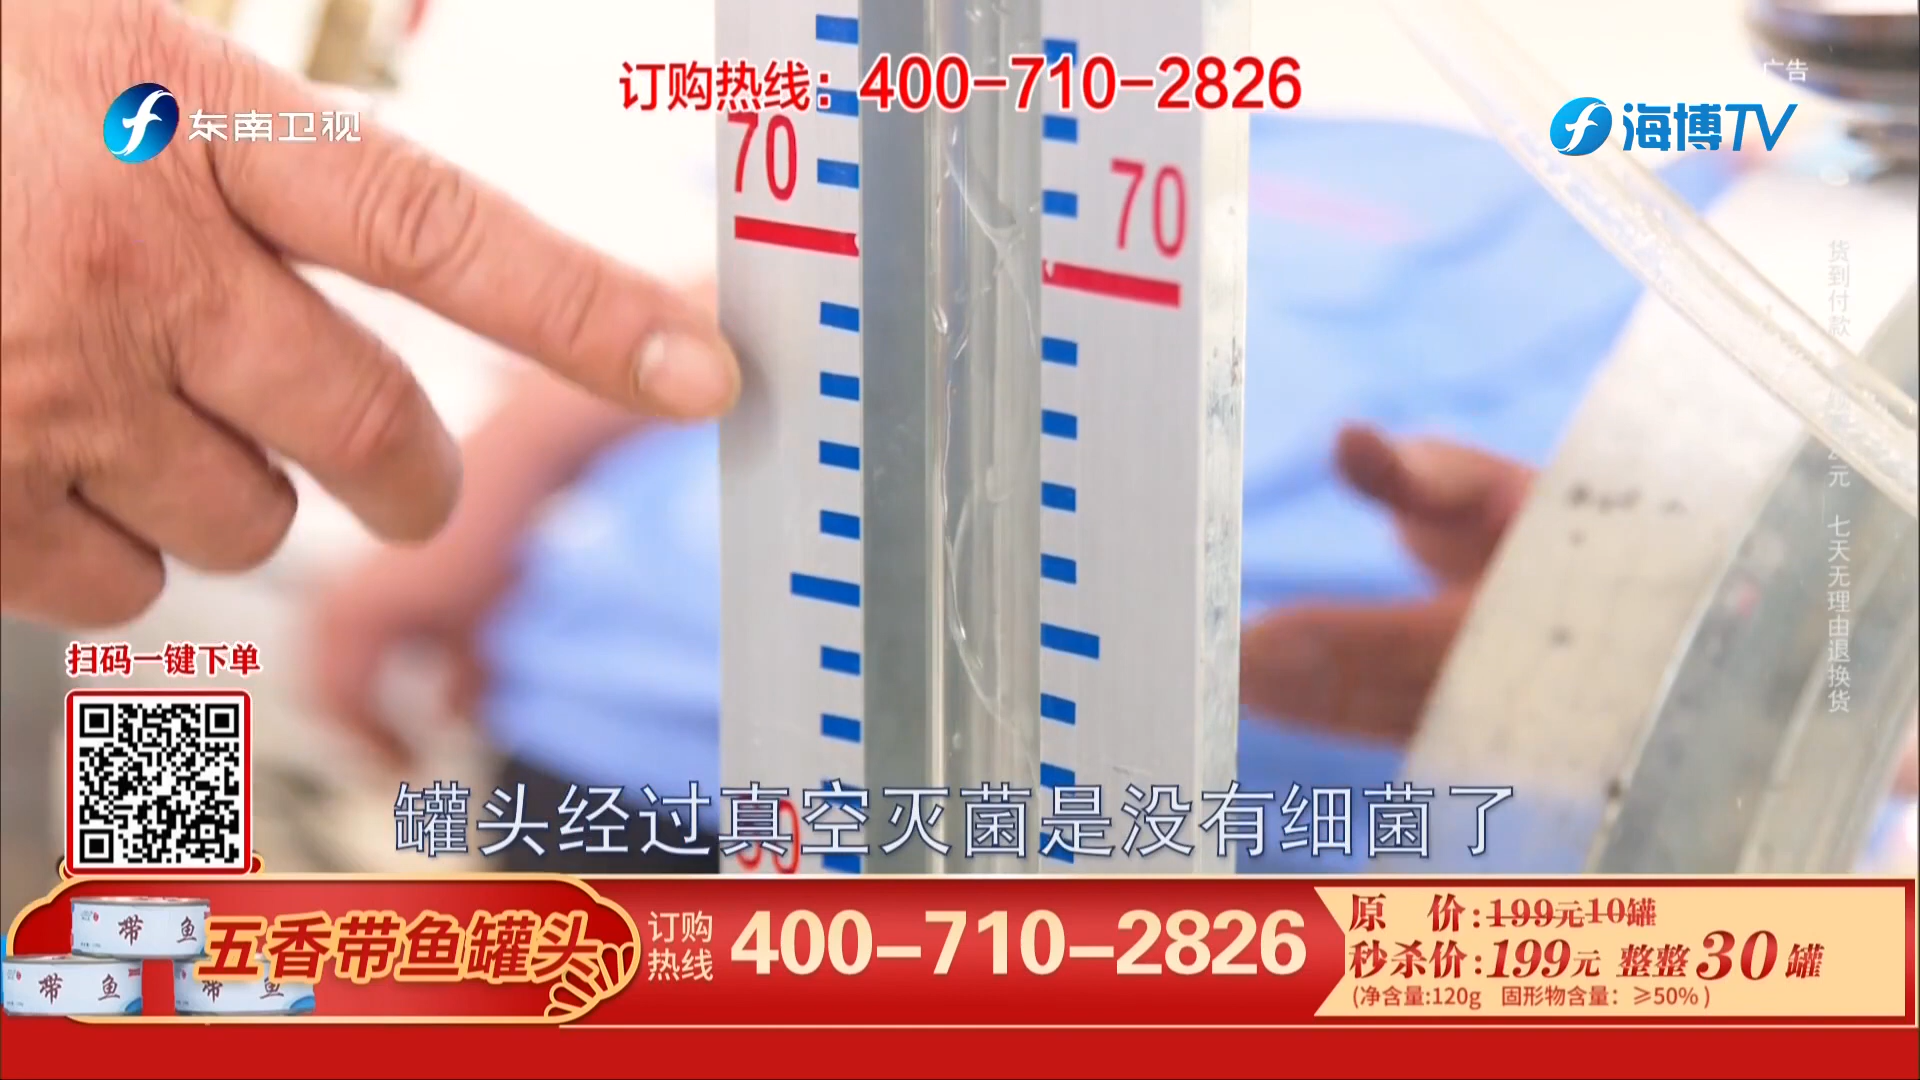 广告
订购热线：400-710-2826
东南卫视
海博TV
70
70
货到付款
元 七天无理由退换货
扫码一键下单
罐头经过真空灭菌是没有细菌了
带 鱼
带 鱼
带 鱼
五香带鱼罐头
订购热线
400-710-2826
原 价:199元10罐
秒杀价:199元 整整30罐
(净含量:120g 固形物含量：≥50%)